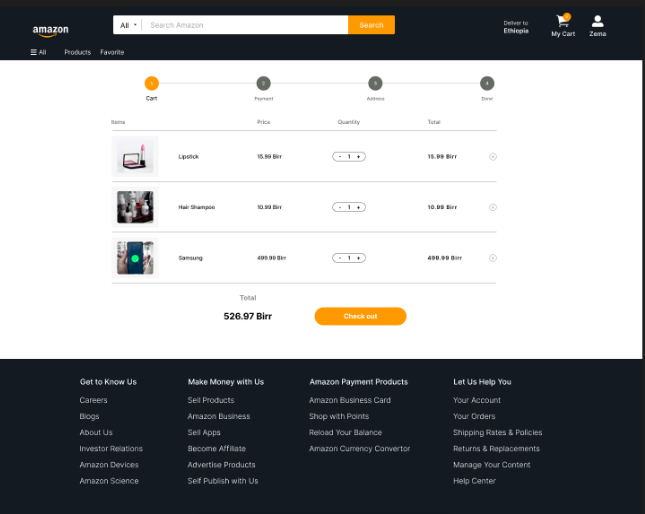 amazon
All
Search Amazon
Search
Deliver to
Ethiopia
My Cart
Zema
All
Products
Favorite
1
2
3
4
Cart
Payment
Address
Done
Items
Price
Quantity
Total
Lipstick
15.99 Birr
- 1 +
15.99 Birr
Hair Shampoo
10.99 Birr
- 1 +
10.99 Birr
Samsung
499.99 Birr
- 1 +
499.99 Birr
Total
526.97 Birr
Check out
Get to Know Us
Careers
Blogs
About Us
Investor Relations
Amazon Devices
Amazon Science
Make Money with Us
Sell Products
Amazon Business
Sell Apps
Become Affiliate
Advertise Products
Self Publish with Us
Amazon Payment Products
Amazon Business Card
Shop with Points
Reload Your Balance
Amazon Currency Convertor
Let Us Help You
Your Account
Your Orders
Shipping Rates & Policies
Returns & Replacements
Manage Your Content
Help Center